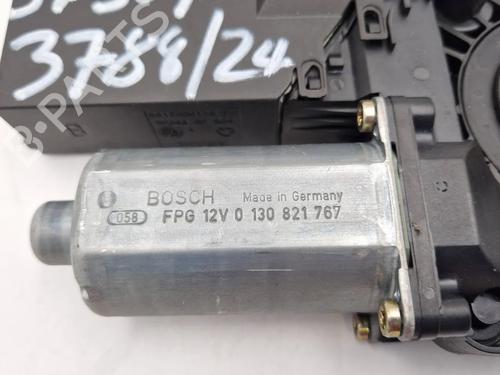 3788/24
B
BOSCH Made in Germany
058 FPG 12V 0 130 821 767
B-PARTS